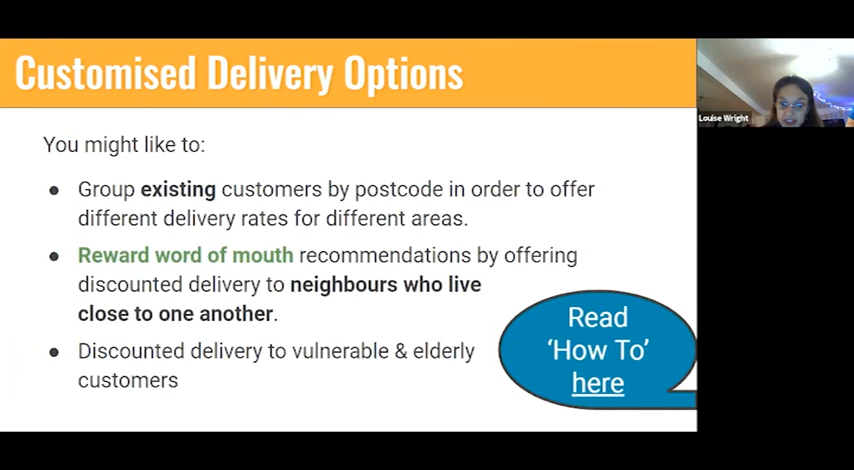 Customised Delivery Options
Louise Wright
You might like to:
● Group existing customers by postcode in order to offer
different delivery rates for different areas.
● Reward word of mouth recommendations by offering
discounted delivery to neighbours who live
close to one another.
● Discounted delivery to vulnerable & elderly
customers
Read
‘How To’
here